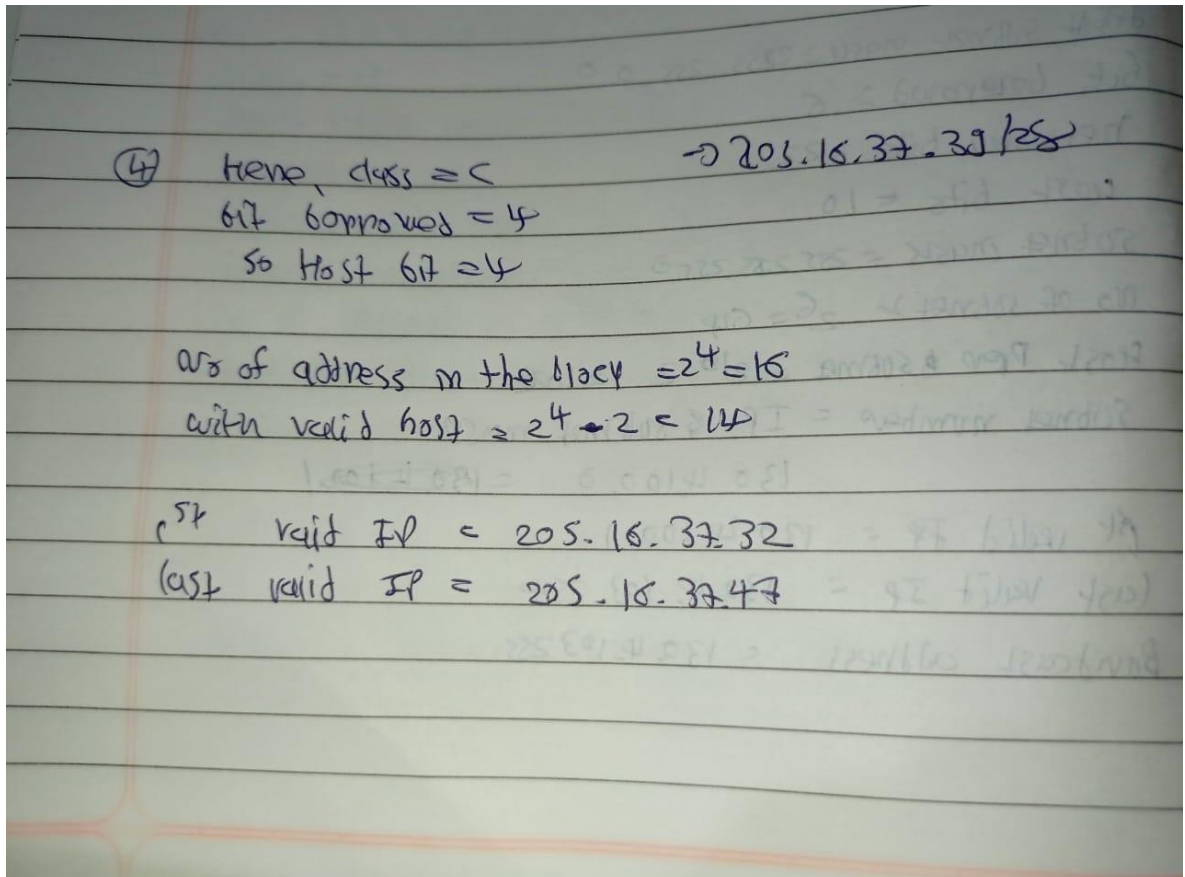 ④ Here, class = C → 205.16.37.39/28
bit borrowed = 4
so Host bit = 4
No of address in the block = 2⁴ = 16
with valid host = 2⁴ - 2 = 14
1st valid IP = 205.16.37.32
last valid IP = 205.16.37.47